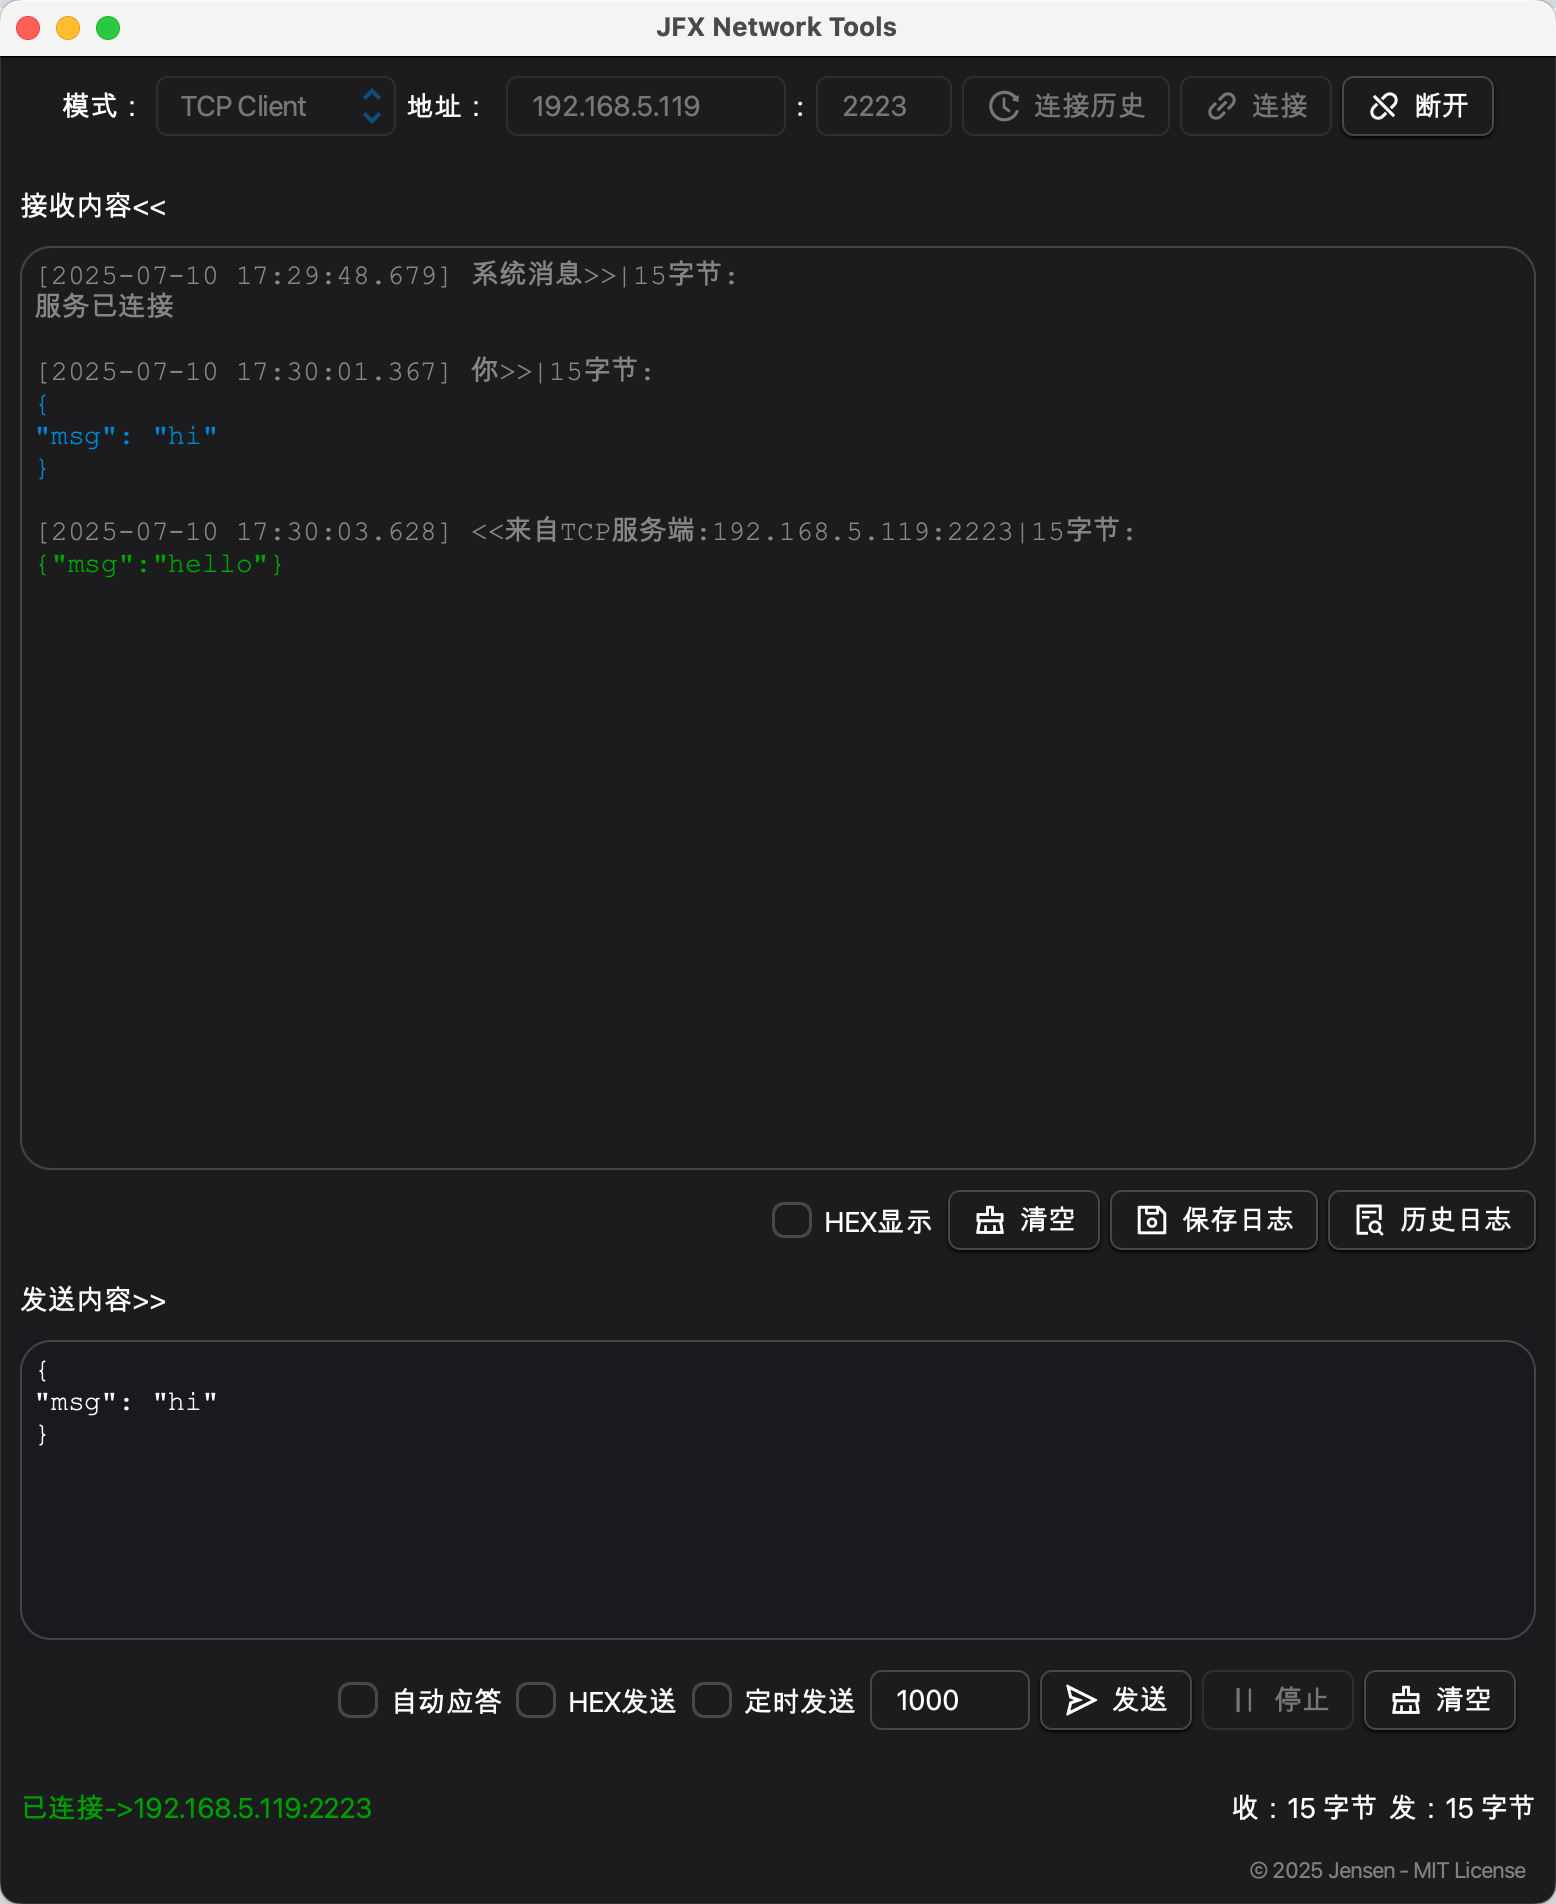 JFX Network Tools
模式： TCP Client 地址： 192.168.5.119 : 2223 连接历史 连接 断开
接收内容<<
[2025-07-10 17:29:48.679] 系统消息>>|15字节:
服务已连接
[2025-07-10 17:30:01.367] 你>>|15字节:
{
"msg": "hi"
}
[2025-07-10 17:30:03.628] <<来自TCP服务端:192.168.5.119:2223|15字节:
{"msg":"hello"}
HEX显示 清空 保存日志 历史日志
发送内容>>
{
"msg": "hi"
}
自动应答 HEX发送 定时发送 1000 发送 停止 清空
已连接->192.168.5.119:2223 收：15 字节 发：15 字节
© 2025 Jensen - MIT License